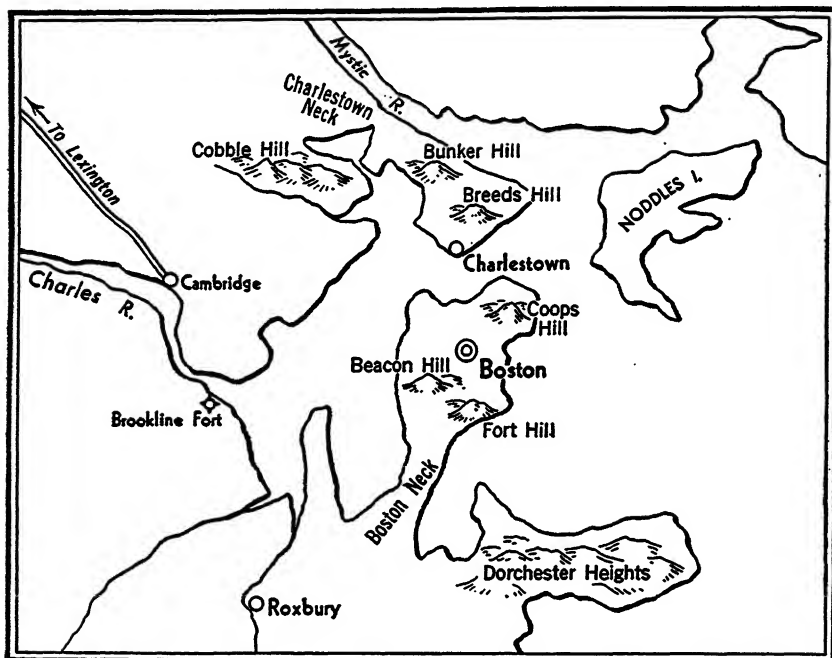 Mystic R.
Charlestown
Neck
To Lexington
Cobble Hill
Bunker Hill
Breeds Hill
NODDLES I.
Charlestown
Cambridge
Charles R.
Coops
Hill
Boston
Beacon Hill
Brookline Fort
Fort Hill
Boston Neck
Dorchester Heights
Roxbury